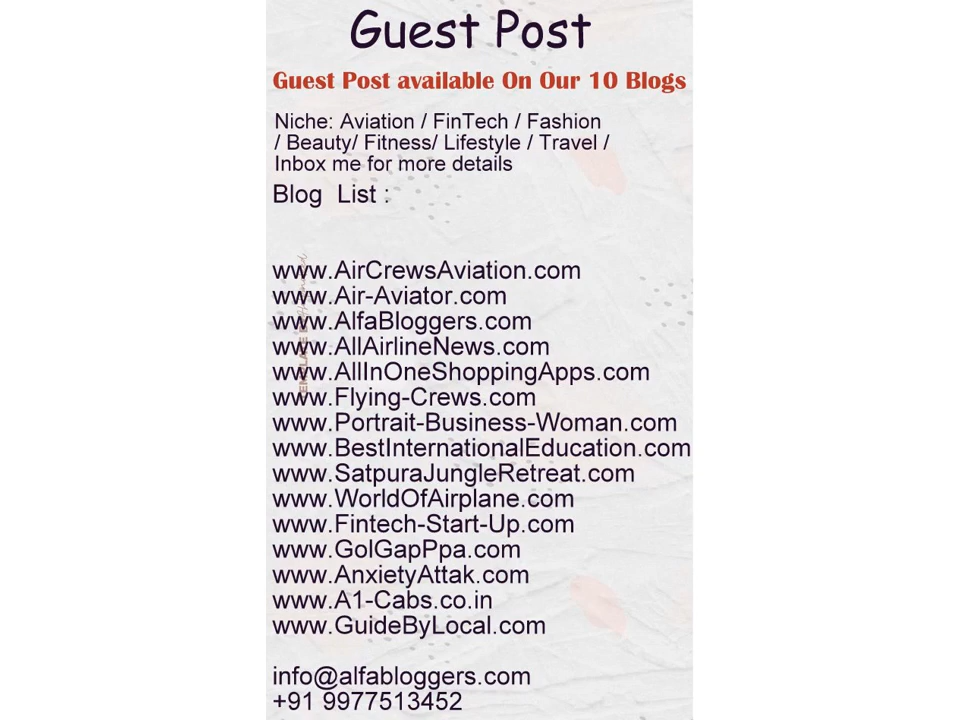 Guest Post
Guest Post available On Our 10 Blogs
Niche: Aviation / FinTech / Fashion
/ Beauty/ Fitness/ Lifestyle / Travel /
Inbox me for more details
Blog List :
www.AirCrewsAviation.com
www.Air-Aviator.com
www.AlfaBloggers.com
www.AllAirlineNews.com
www.AllInOneShoppingApps.com
www.Flying-Crews.com
www.Portrait-Business-Woman.com
www.BestInternationalEducation.com
www.SatpuraJungleRetreat.com
www.WorldOfAirplane.com
www.Fintech-Start-Up.com
www.GolGapPpa.com
www.AnxietyAttak.com
www.A1-Cabs.co.in
www.GuideByLocal.com
info@alfabloggers.com
+91 9977513452